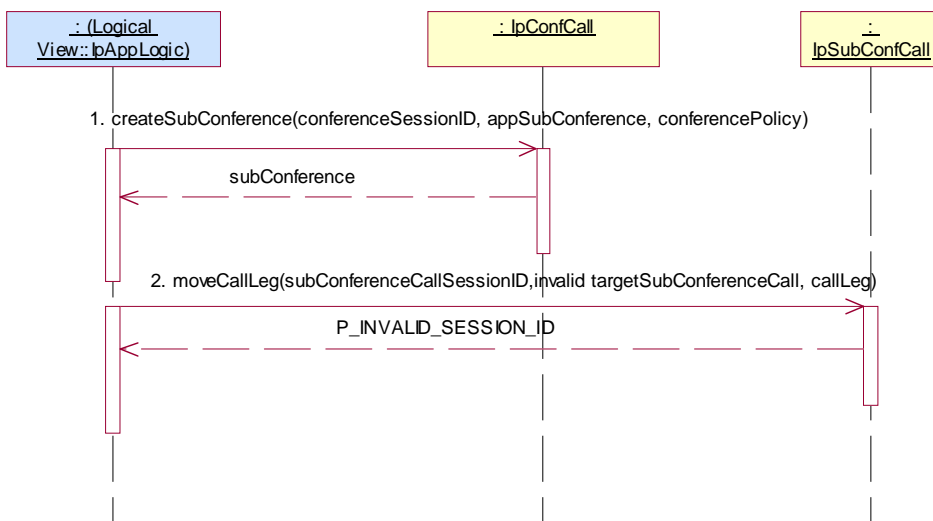 : (Logical
View::IpAppLogic)
: IpConfCall
:
IpSubConfCall
1. createSubConference(conferenceSessionID, appSubConference, conferencePolicy)
subConference
2. moveCallLeg(subConferenceCallSessionID,invalid targetSubConferenceCall, callLeg)
P_INVALID_SESSION_ID